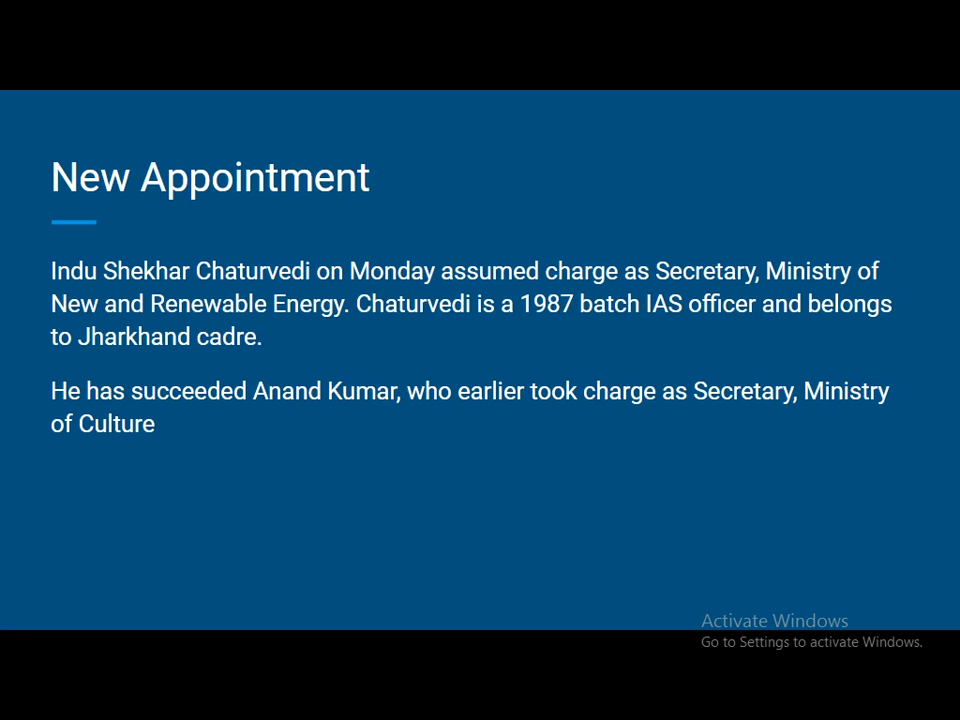 New Appointment
Indu Shekhar Chaturvedi on Monday assumed charge as Secretary, Ministry of
New and Renewable Energy. Chaturvedi is a 1987 batch IAS officer and belongs
to Jharkhand cadre.
He has succeeded Anand Kumar, who earlier took charge as Secretary, Ministry
of Culture
Activate Windows
Go to Settings to activate Windows.